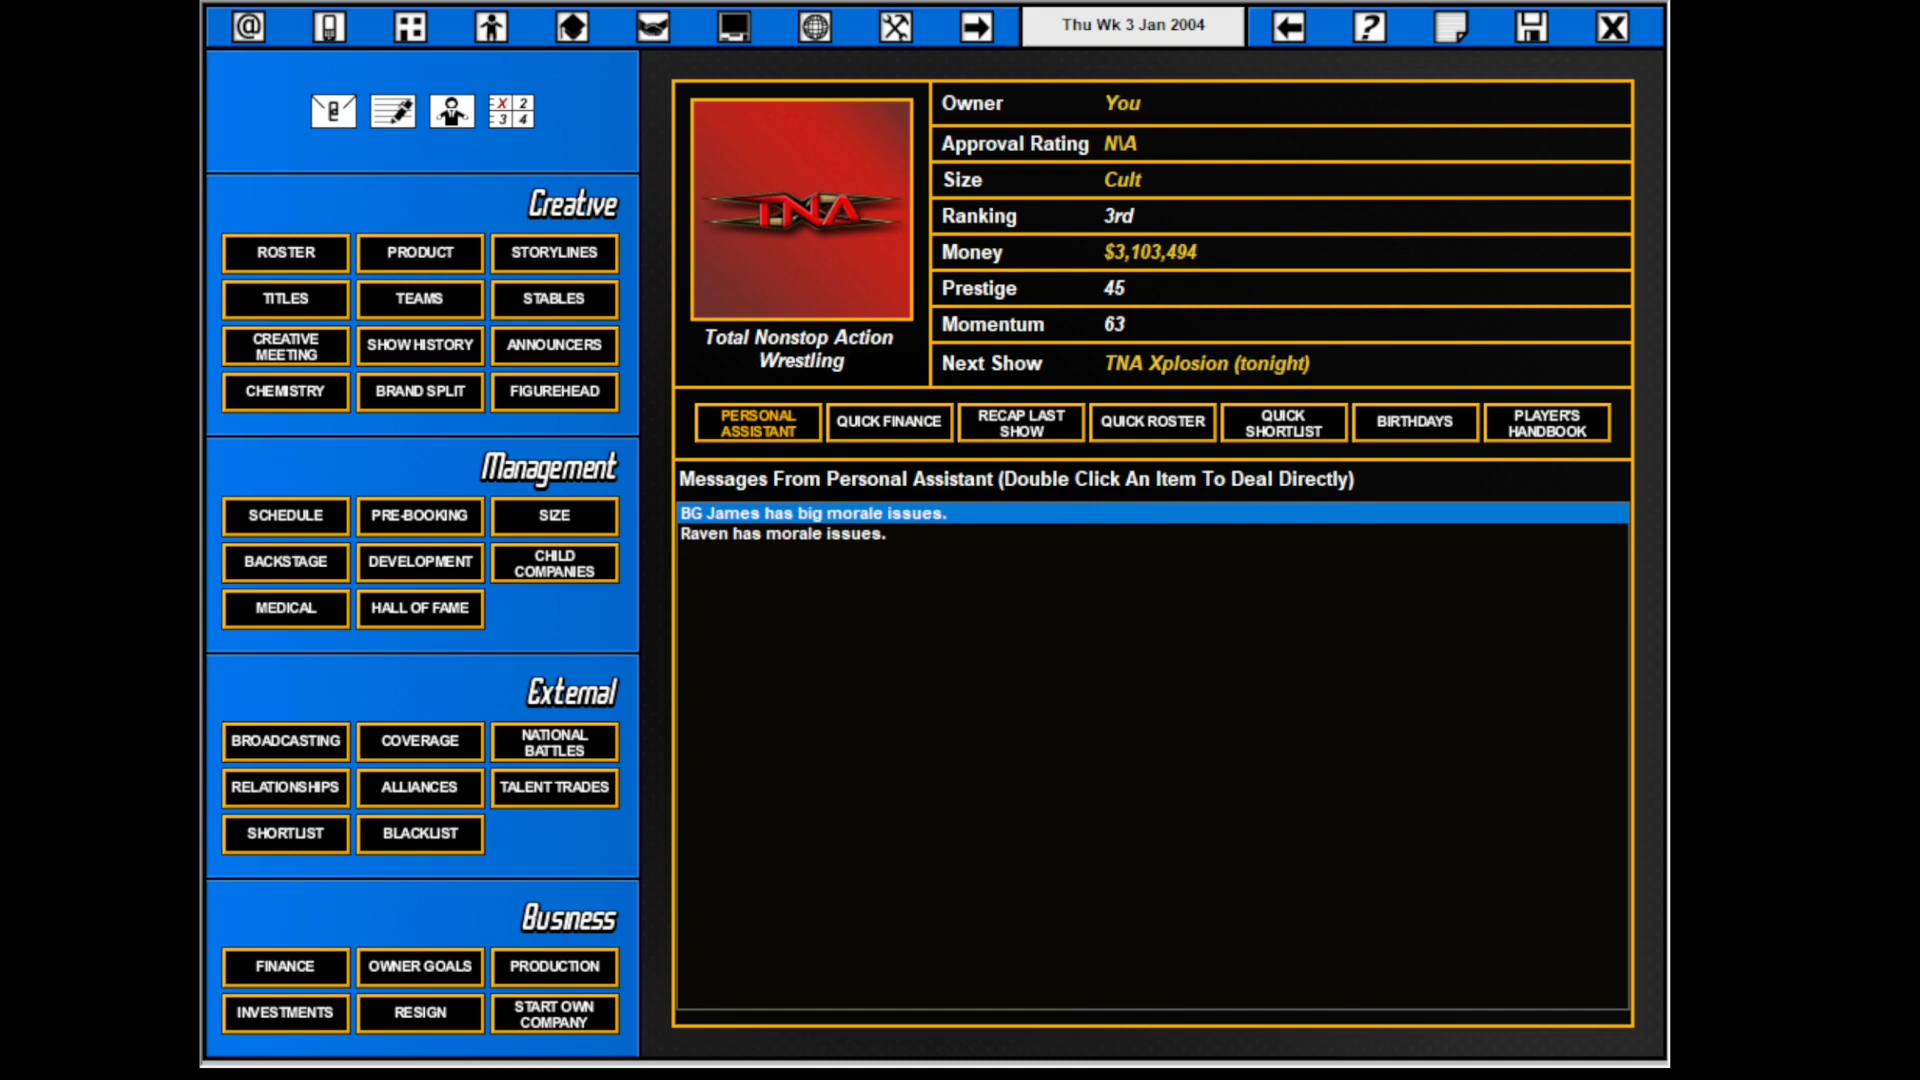 @
Thu Wk 3 Jan 2004
?
X
X 2
3 4
Creative
ROSTER
PRODUCT
STORYLINES
TITLES
TEAMS
STABLES
CREATIVE
MEETING
SHOW HISTORY
ANNOUNCERS
CHEMISTRY
BRAND SPLIT
FIGUREHEAD
Management
SCHEDULE
PRE-BOOKING
SIZE
BACKSTAGE
DEVELOPMENT
CHILD
COMPANIES
MEDICAL
HALL OF FAME
External
BROADCASTING
COVERAGE
NATIONAL
BATTLES
RELATIONSHIPS
ALLIANCES
TALENT TRADES
SHORTLIST
BLACKLIST
Business
FINANCE
OWNER GOALS
PRODUCTION
INVESTMENTS
RESIGN
START OWN
COMPANY
TNA
Total Nonstop Action
Wrestling
Owner You
Approval Rating N\A
Size Cult
Ranking 3rd
Money $3,103,494
Prestige 45
Momentum 63
Next Show TNA Xplosion (tonight)
PERSONAL
ASSISTANT
QUICK FINANCE
RECAP LAST
SHOW
QUICK ROSTER
QUICK
SHORTLIST
BIRTHDAYS
PLAYER'S
HANDBOOK
Messages From Personal Assistant (Double Click An Item To Deal Directly)
BG James has big morale issues.
Raven has morale issues.